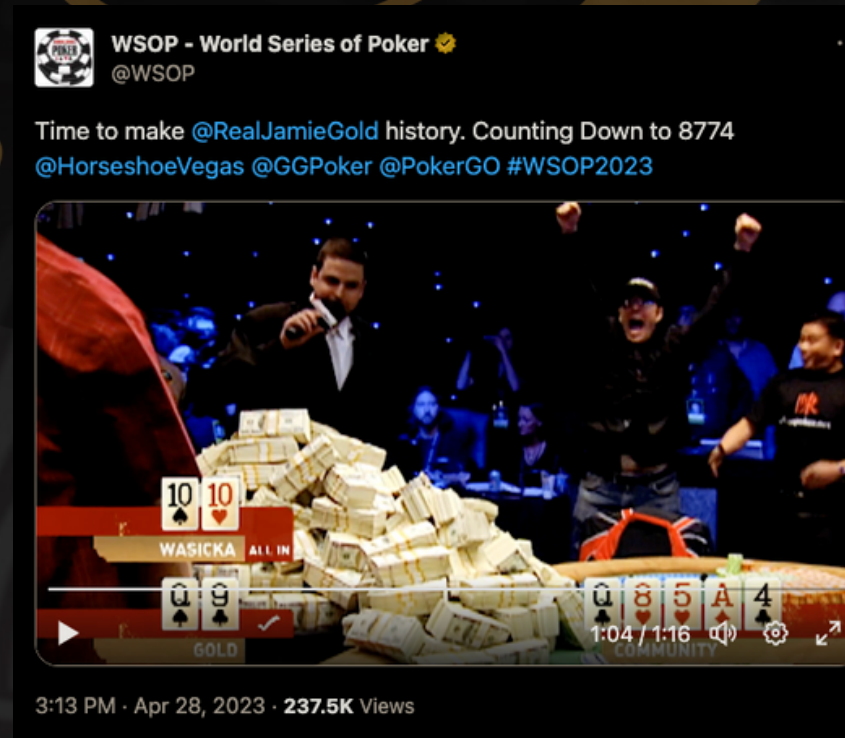 WSOP - World Series of Poker
@WSOP
Time to make @RealJamieGold history. Counting Down to 8774
@HorseshoeVegas @GGPoker @PokerGO #WSOP2023
10 10
WASICKA ALL IN
Q 9
GOLD
Q 8 5 A 4
1:04 / 1:16
COMMUNITY
3:13 PM · Apr 28, 2023 · 237.5K Views